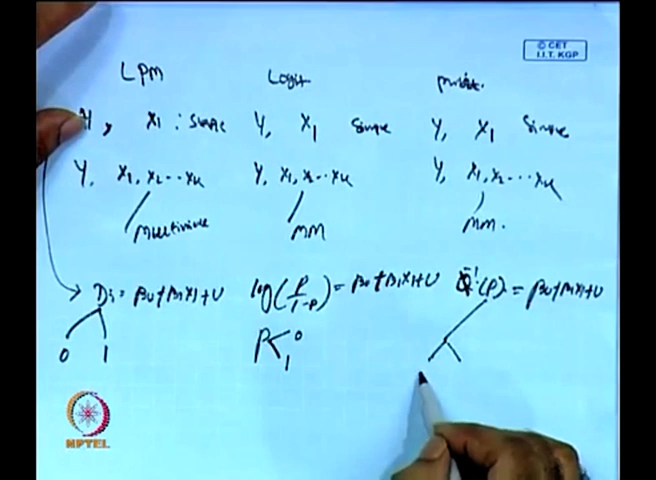 © CET
I.I.T. KGP
LPM Logit Probit.
Y, X1 : Simple Y, X1 Simple Y, X1 Simple
Y, X1, X2 ... Xk Y, X1, X2 ... Xk Y, X1, X2 ... Xk
Multivariate MM MM.
Di = β0 + β1X1 + U log(P/1-P) = β0 + β1X1 + U Φ⁻¹(P) = β0 + β1X1 + U
0 1 P 0 1
NPTEL